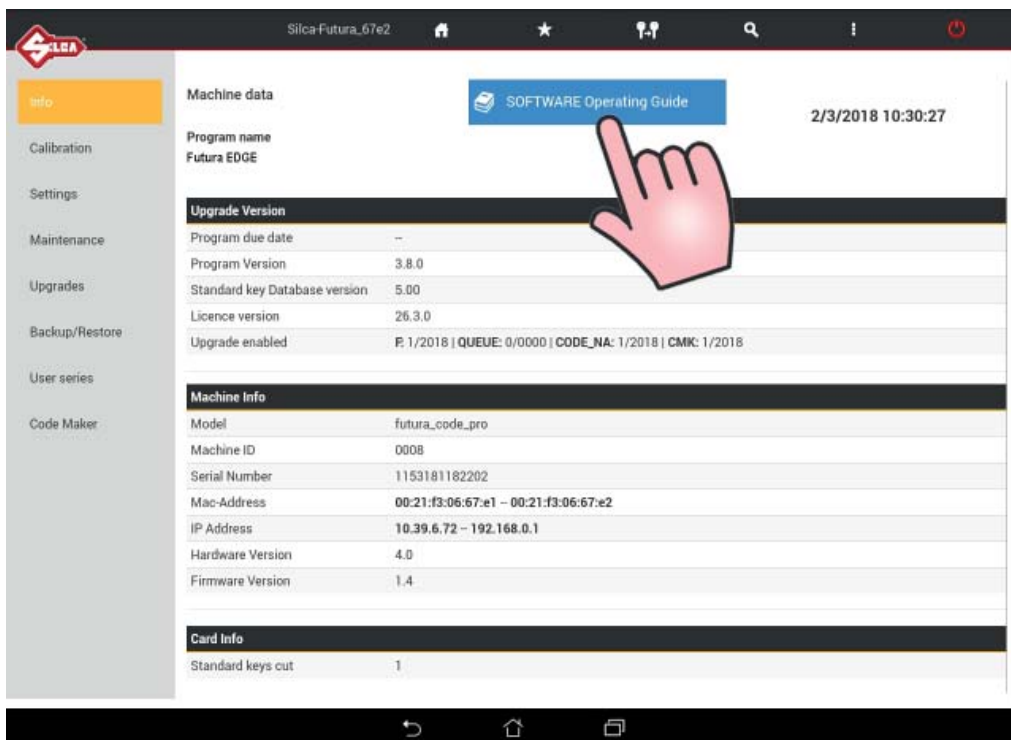 SILCA
Silca-Futura_67e2
Info
Calibration
Settings
Maintenance
Upgrades
Backup/Restore
User series
Code Maker
Machine data
SOFTWARE Operating Guide
2/3/2018 10:30:27
Program name
Futura EDGE
Upgrade Version
Program due date --
Program Version 3.8.0
Standard key Database version 5.00
Licence version 26.3.0
Upgrade enabled P: 1/2018 | QUEUE: 0/0000 | CODE_NA: 1/2018 | CMK: 1/2018
Machine Info
Model futura_code_pro
Machine ID 0008
Serial Number 1153181182202
Mac-Address 00:21:f3:06:67:e1 -- 00:21:f3:06:67:e2
IP Address 10.39.6.72 -- 192.168.0.1
Hardware Version 4.0
Firmware Version 1.4
Card Info
Standard keys cut 1